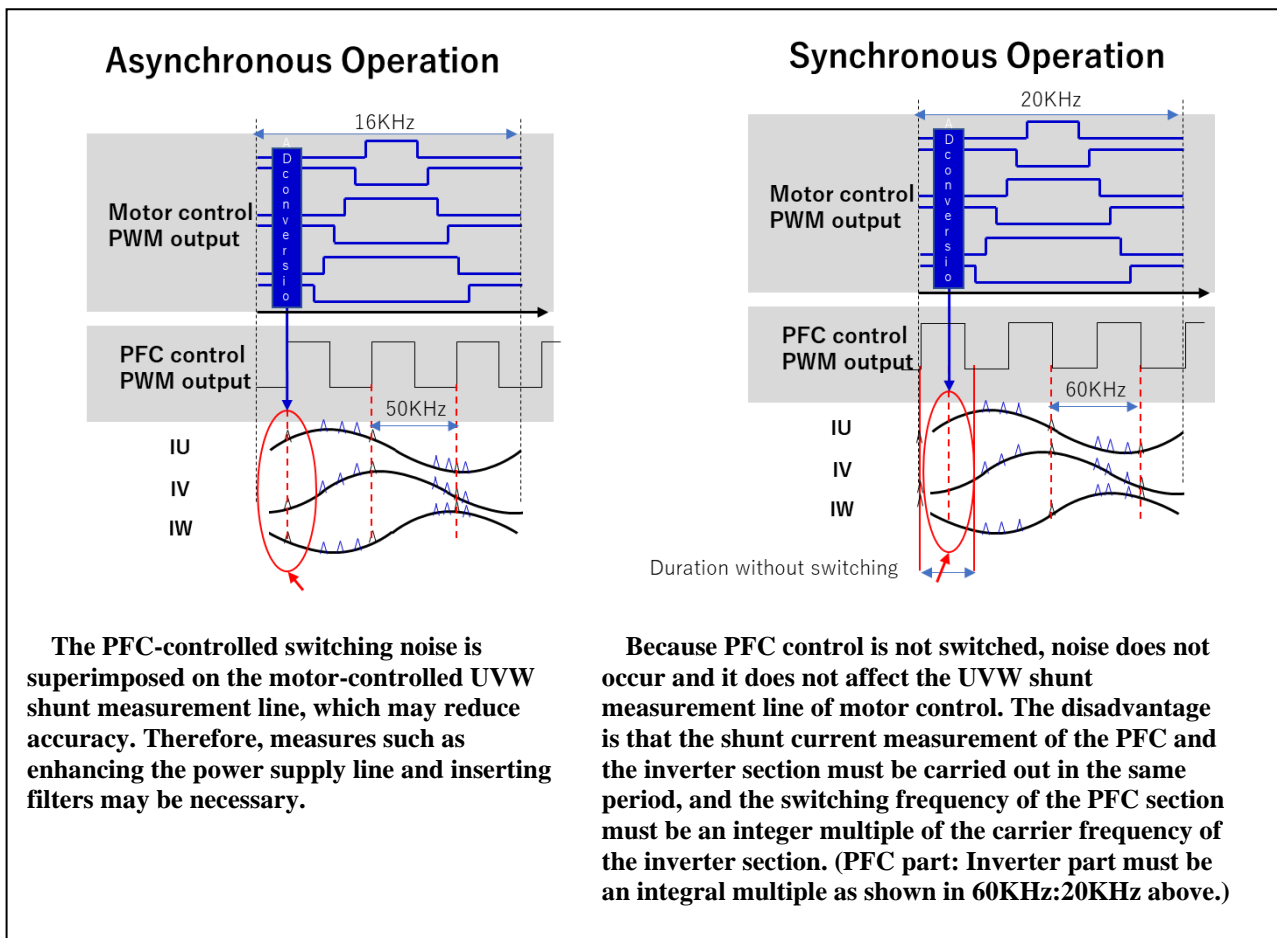 Asynchronous Operation
16KHz
ADconversio
Motor control
PWM output
PFC control
PWM output
50KHz
IU
IV
IW
The PFC-controlled switching noise is
superimposed on the motor-controlled UVW
shunt measurement line, which may reduce
accuracy. Therefore, measures such as
enhancing the power supply line and inserting
filters may be necessary.
Synchronous Operation
20KHz
ADconversio
Motor control
PWM output
PFC control
PWM output
60KHz
IU
IV
IW
Duration without switching
Because PFC control is not switched, noise does not
occur and it does not affect the UVW shunt
measurement line of motor control. The disadvantage
is that the shunt current measurement of the PFC and
the inverter section must be carried out in the same
period, and the switching frequency of the PFC section
must be an integer multiple of the carrier frequency of
the inverter section. (PFC part: Inverter part must be
an integral multiple as shown in 60KHz:20KHz above.)